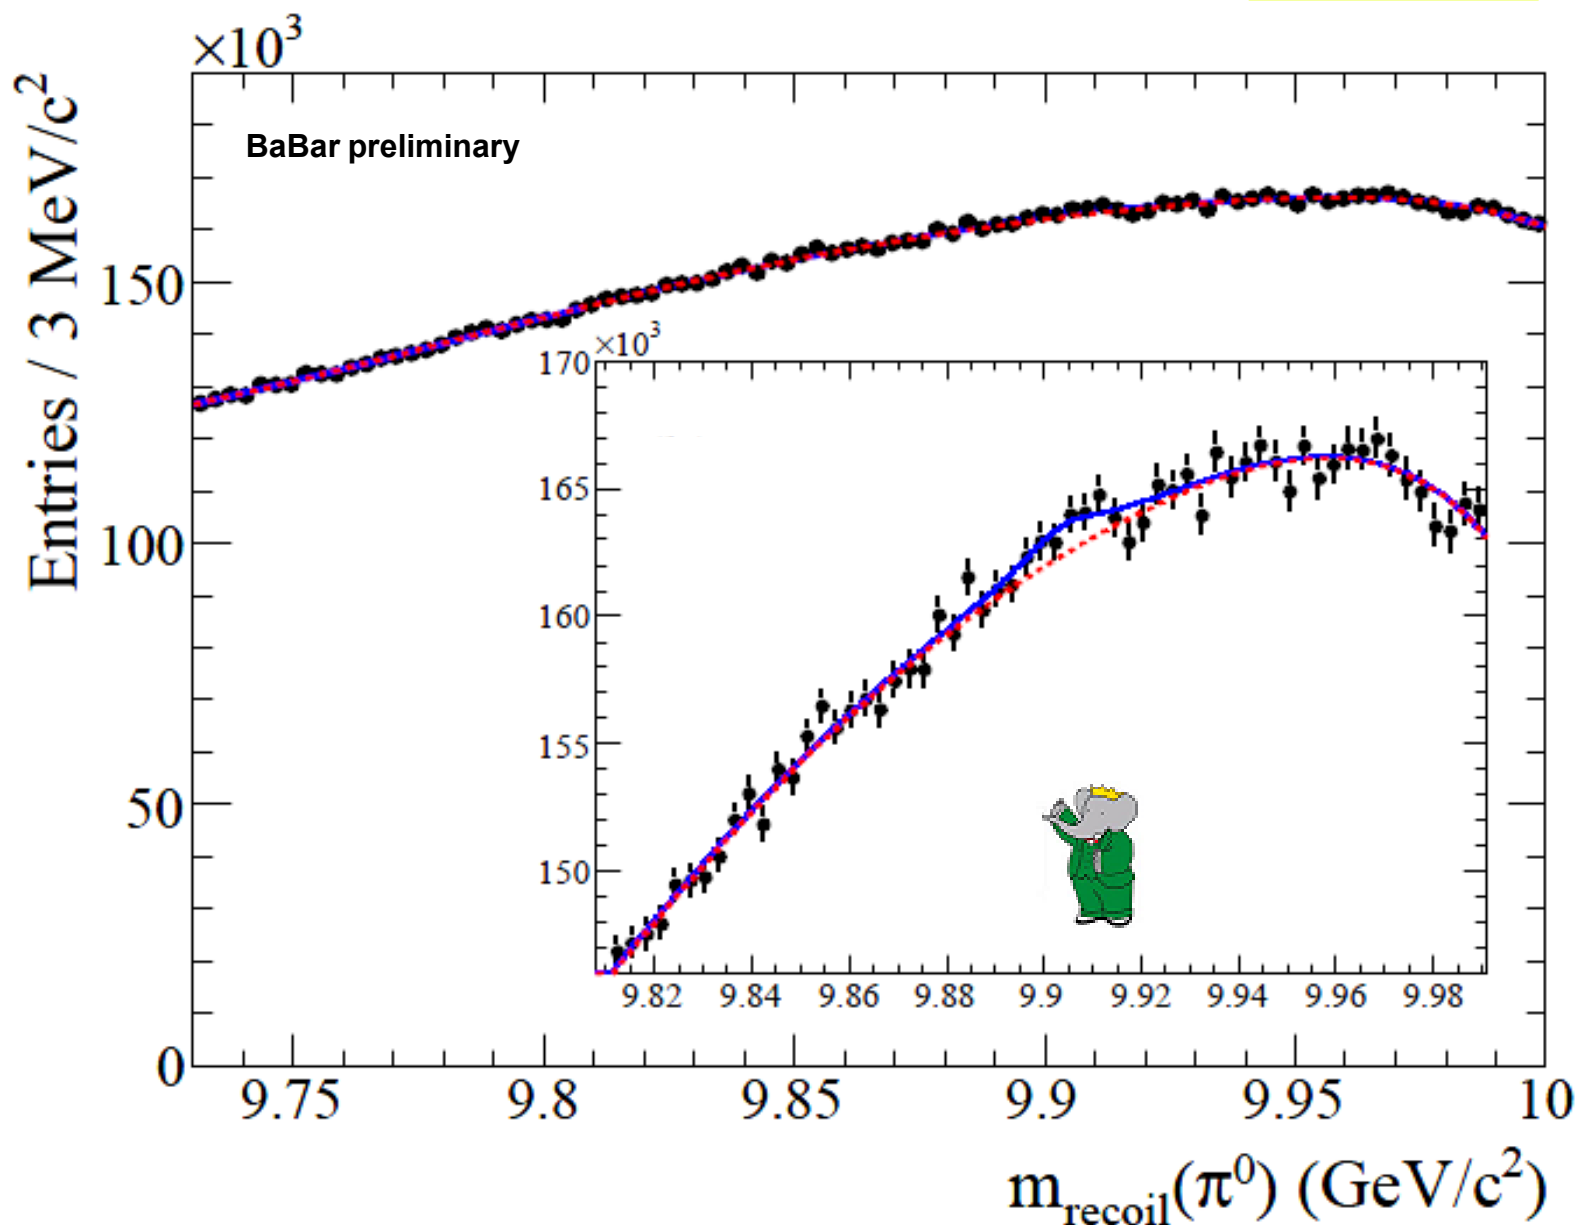 ×10³
Entries / 3 MeV/c²
BaBar preliminary
150
100
50
0
×10³
170
165
160
155
150
9.82 9.84 9.86 9.88 9.9 9.92 9.94 9.96 9.98
9.75 9.8 9.85 9.9 9.95 10
m_recoil(π⁰) (GeV/c²)